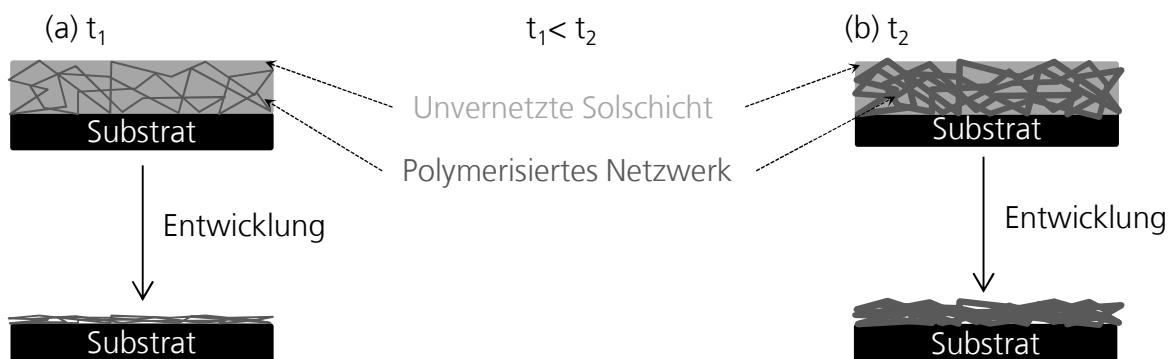 (a) t₁
t₁< t₂
(b) t₂
Unvernetzte Solschicht
Substrat
Substrat
Polymerisiertes Netzwerk
Entwicklung
Entwicklung
Substrat
Substrat